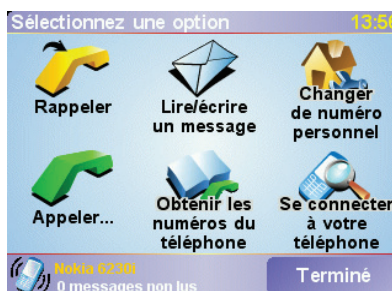 Sélectionnez une option 13:56
Rappeler
Lire/écrire
un message
Changer
de numéro
personnel
Appeler...
Obtenir les
numéros du
téléphone
Se connecter
à votre
téléphone
Nokia 6230i
0 messages non lus
Terminé